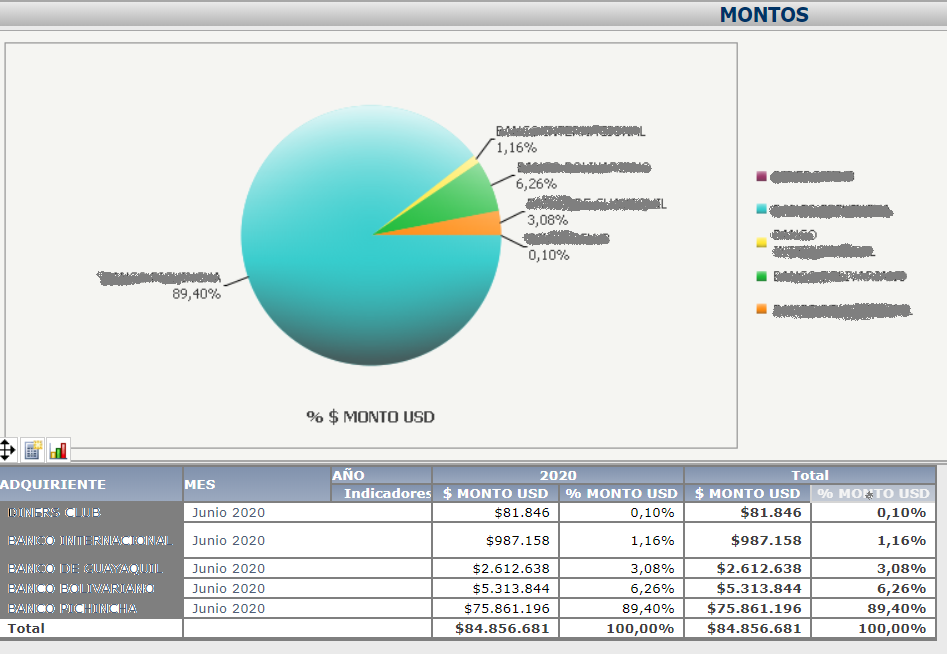 MONTOS
1,16%
6,26%
3,08%
0,10%
89,40%
% $ MONTO USD
ADQUIRIENTE MES AÑO 2020 Total
Indicadores $ MONTO USD % MONTO USD $ MONTO USD % MONTO USD
DINERS CLUB Junio 2020 $81.846 0,10% $81.846 0,10%
BANCO INTERNACIONAL Junio 2020 $987.158 1,16% $987.158 1,16%
BANCO DE GUAYAQUIL Junio 2020 $2.612.638 3,08% $2.612.638 3,08%
BANCO BOLIVARIANO Junio 2020 $5.313.844 6,26% $5.313.844 6,26%
BANCO PICHINCHA Junio 2020 $75.861.196 89,40% $75.861.196 89,40%
Total $84.856.681 100,00% $84.856.681 100,00%